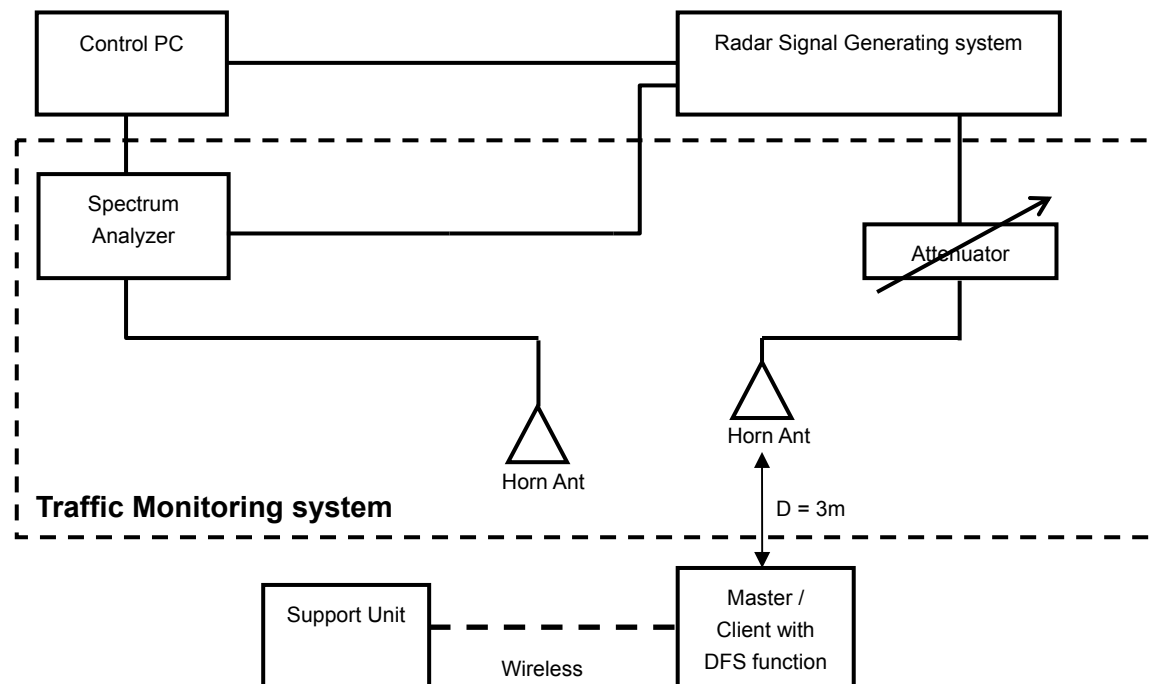 Control PC
Radar Signal Generating system
Spectrum
Analyzer
Attenuator
Horn Ant
Horn Ant
Traffic Monitoring system
D = 3m
Support Unit
Wireless
Master /
Client with
DFS function